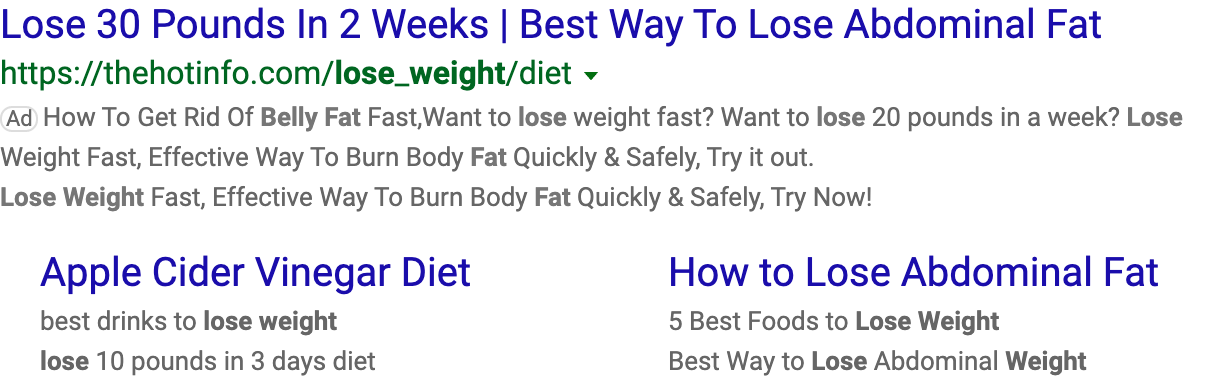 Lose 30 Pounds In 2 Weeks | Best Way To Lose Abdominal Fat
https://thehotinfo.com/lose_weight/diet
Ad How To Get Rid Of Belly Fat Fast,Want to lose weight fast? Want to lose 20 pounds in a week? Lose
Weight Fast, Effective Way To Burn Body Fat Quickly & Safely, Try it out.
Lose Weight Fast, Effective Way To Burn Body Fat Quickly & Safely, Try Now!
Apple Cider Vinegar Diet
best drinks to lose weight
lose 10 pounds in 3 days diet
How to Lose Abdominal Fat
5 Best Foods to Lose Weight
Best Way to Lose Abdominal Weight